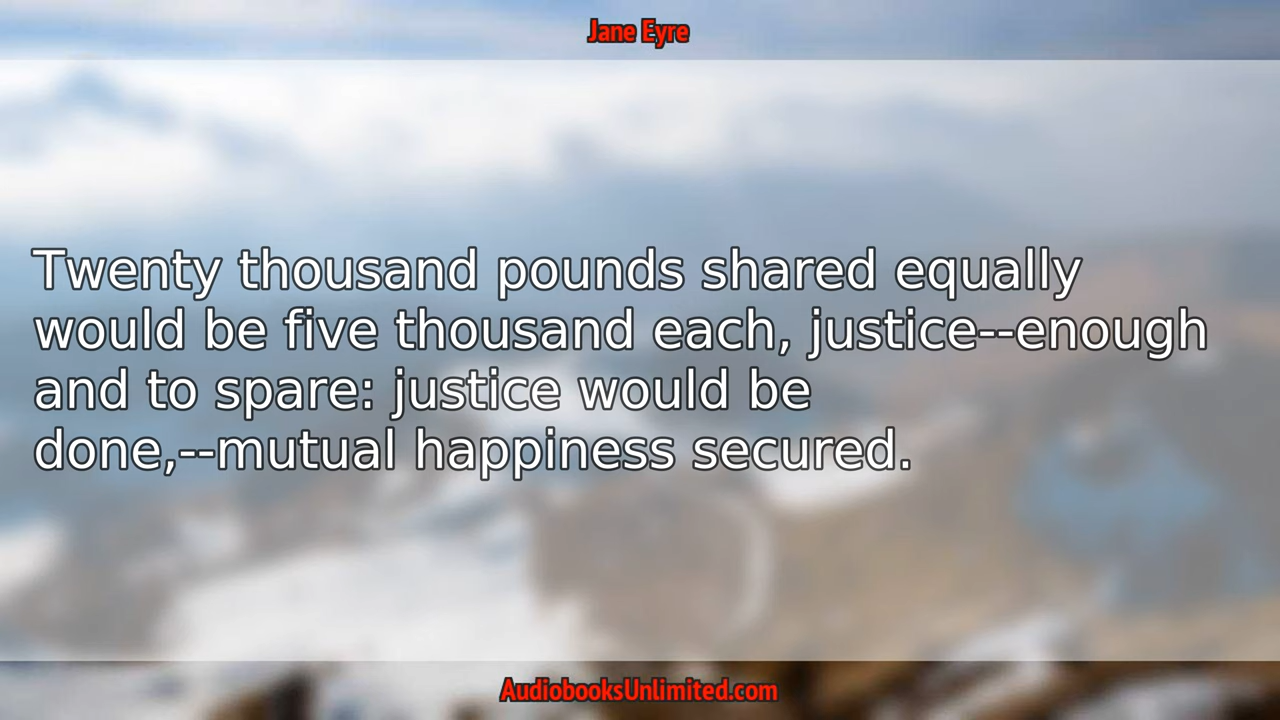 Jane Eyre
Twenty thousand pounds shared equally
would be five thousand each, justice--enough
and to spare: justice would be
done,--mutual happiness secured.
AudiobooksUnlimited.com